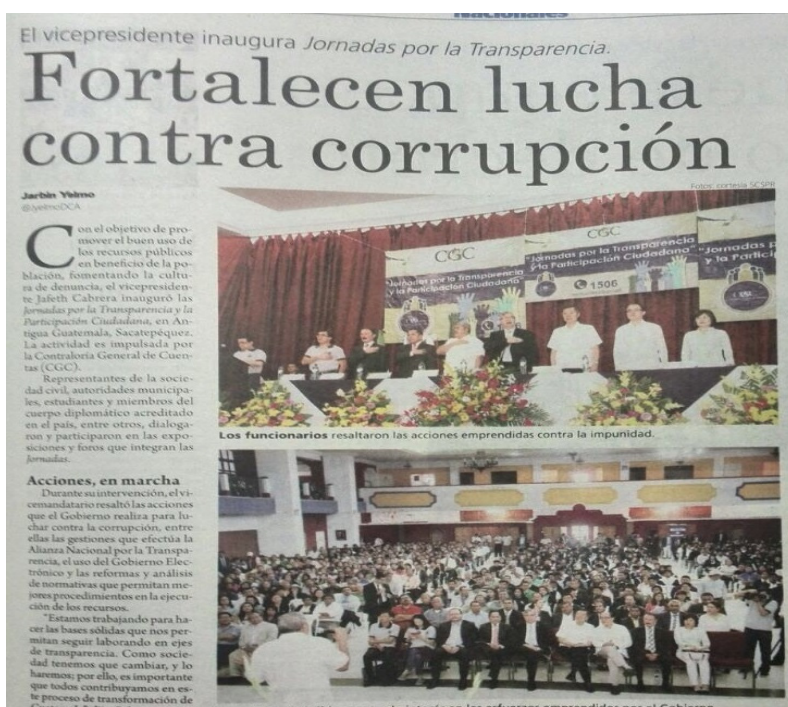 Nacionales
El vicepresidente inaugura Jornadas por la Transparencia.
Fortalecen lucha
contra corrupción
Fotos: cortesía SCSPR
Jarbin Yelmo
@JyelmoDCA
Con el objetivo de pro-
mover el buen uso de
los recursos públicos
en beneficio de la po-
blación, fomentando la cultu-
ra de denuncia, el vicepresiden-
te Jafeth Cabrera inauguró las
Jornadas por la Transparencia y la
Participación Ciudadana, en An-
tigua Guatemala, Sacatepéquez.
La actividad es impulsada por
la Contraloría General de Cuen-
tas (CGC).
Representantes de la socie-
dad civil, autoridades municipa-
les, estudiantes y miembros del
cuerpo diplomático acreditado
en el país, entre otros, dialoga-
ron y participaron en las expo-
siciones y foros que integran las
Jornadas.
Acciones, en marcha
Durante su intervención, el vi-
cemandatario resaltó las acciones
que el Gobierno realiza para lu-
char contra la corrupción, entre
ellas las gestiones que efectúa la
Alianza Nacional por la Transpa-
rencia, el uso del Gobierno Elec-
trónico y las reformas y análisis
de normativas que permitan me-
jores procedimientos en la ejecu-
ción de los recursos.
"Estamos trabajando para ha-
cer las bases sólidas que nos per-
mitan seguir laborando en ejes
de transparencia. Como socie-
dad tenemos que cambiar, y lo
haremos; por ello, es importante
que todos contribuyamos en es-
te proceso de transformación de
CGC
"Jornadas por la Transparencia
y la Participación Ciudadana"
CGC
"Jornadas por la Transparencia
y la Participación Ciudadana"
1506
"Jornadas p
y la Parti
Los funcionarios resaltaron las acciones emprendidas contra la impunidad.
en los esfuerzos emprendidos por el Gobierno